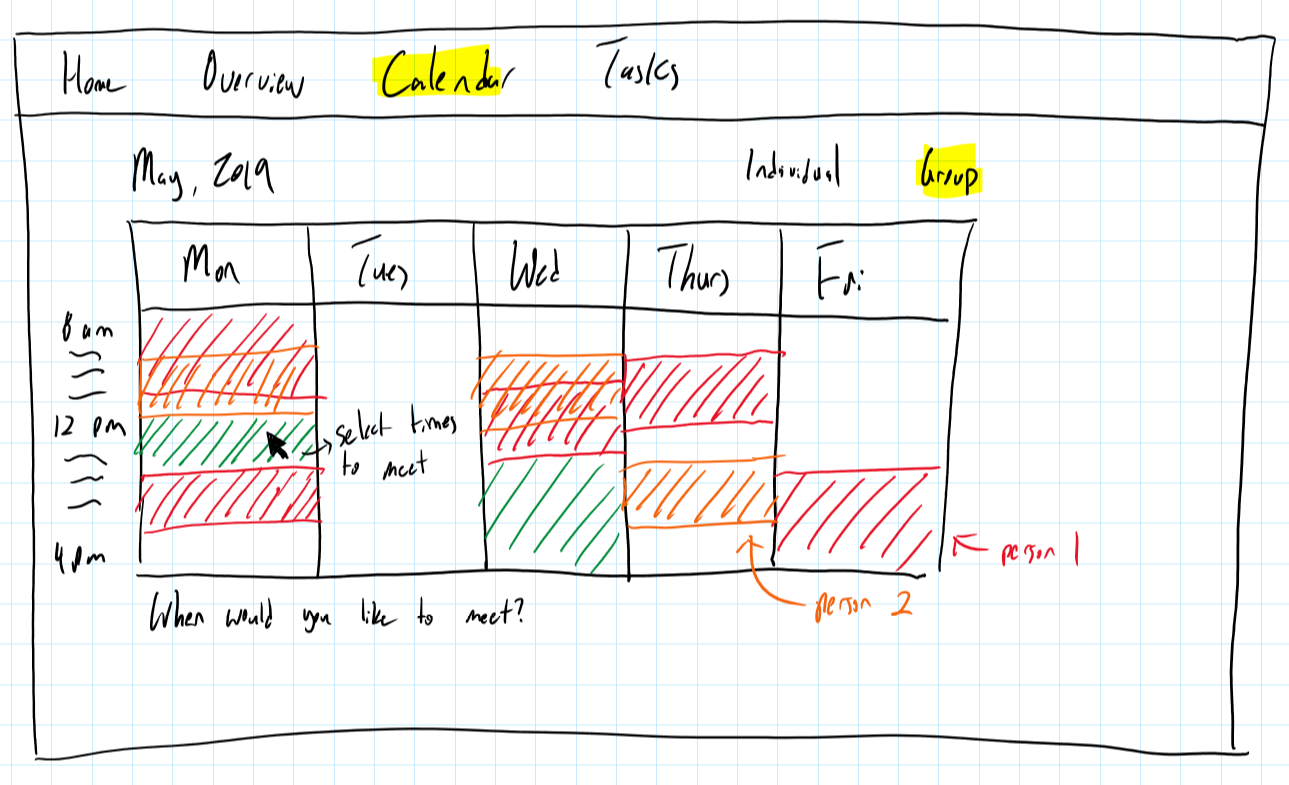 Home Overview Calendar Tasks
May, 2019 Individual Group
Mon Tues Wed Thurs Fri
8 am
12 pm
select times
to meet
4 pm
person 1
person 2
When would you like to meet?